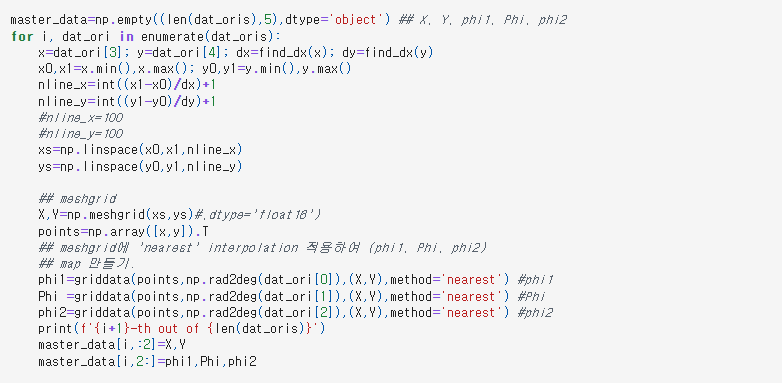 master_data=np.empty((len(dat_oris),5),dtype='object') ## X, Y, phi1, Phi, phi2
for i, dat_ori in enumerate(dat_oris):
    x=dat_ori[3]; y=dat_ori[4]; dx=find_dx(x); dy=find_dx(y)
    x0,x1=x.min(),x.max(); y0,y1=y.min(),y.max()
    nline_x=int((x1-x0)/dx)+1
    nline_y=int((y1-y0)/dy)+1
    #nline_x=100
    #nline_y=100
    xs=np.linspace(x0,x1,nline_x)
    ys=np.linspace(y0,y1,nline_y)

    ## meshgrid
    X,Y=np.meshgrid(xs,ys)#,dtype='float16')
    points=np.array([x,y]).T
    ## meshgrid에 'nearest' interpolation 적용하여 (phi1, Phi, phi2)
    ## map 만들기.
    phi1=griddata(points,np.rad2deg(dat_ori[0]),(X,Y),method='nearest') #phi1
    Phi =griddata(points,np.rad2deg(dat_ori[1]),(X,Y),method='nearest') #Phi
    phi2=griddata(points,np.rad2deg(dat_ori[2]),(X,Y),method='nearest') #phi2
    print(f'{i+1}-th out of {len(dat_oris)}')
    master_data[i,:2]=X,Y
    master_data[i,2:]=phi1,Phi,phi2